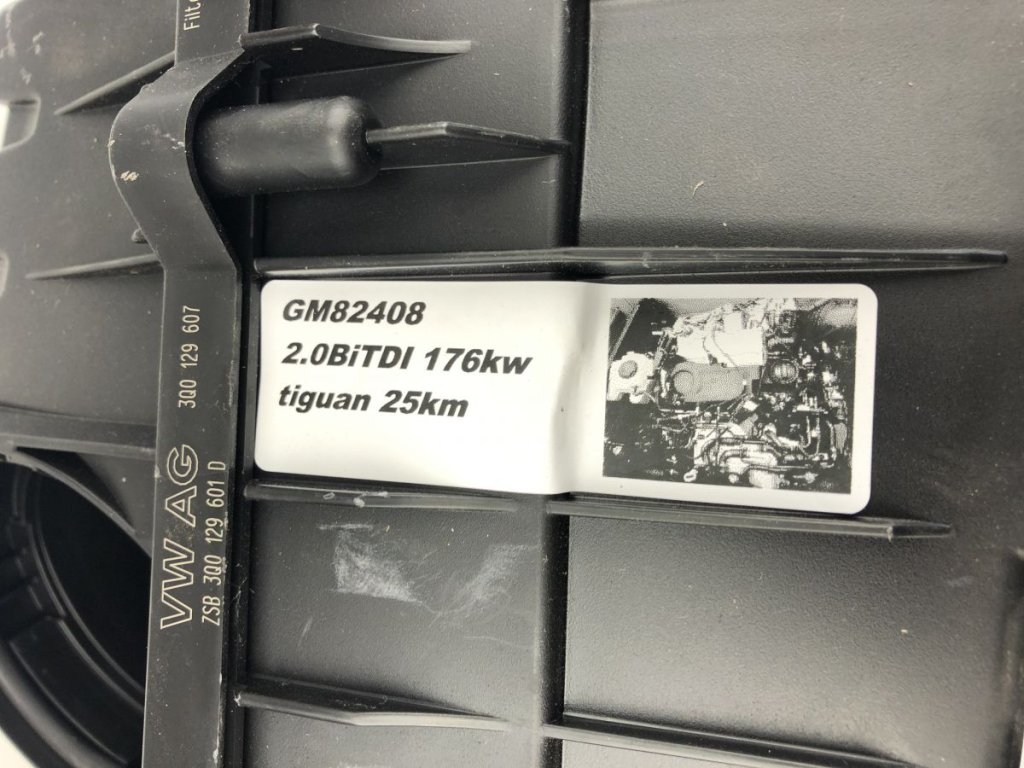 GM82408
2.0BiTDI 176kw
tiguan 25km
VW AG 3Q0 129 607
ZSB 3Q0 129 601 D